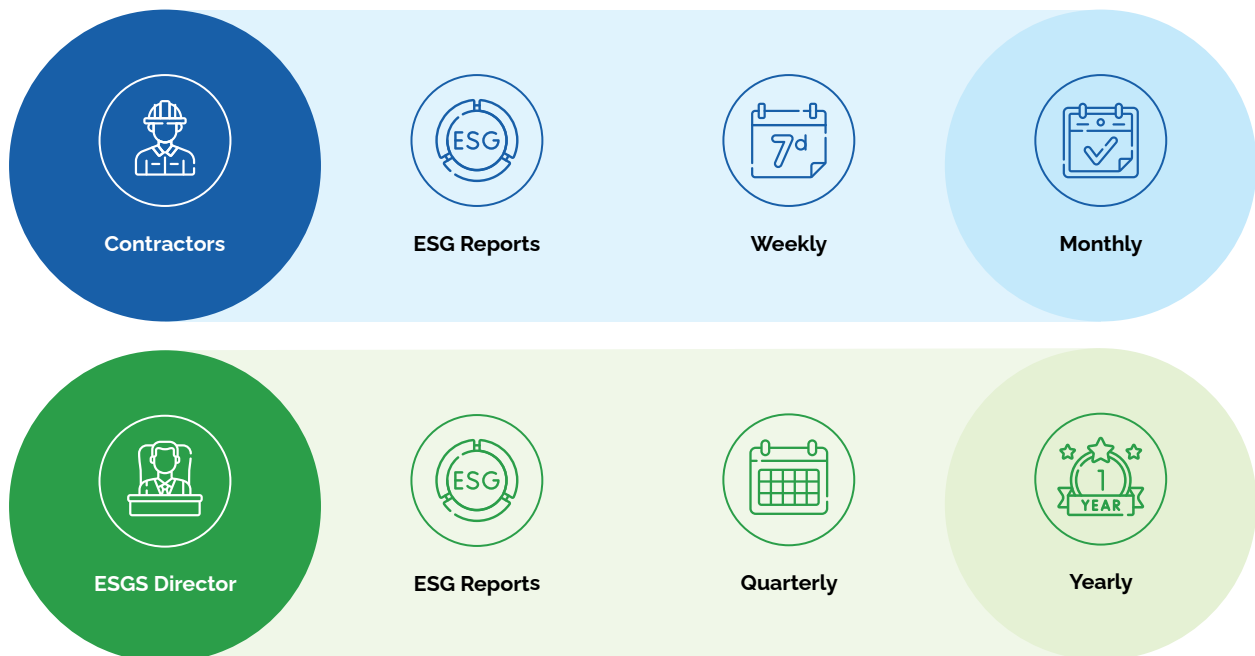 ESG
7d
Contractors
ESG Reports
Weekly
Monthly
ESG
1
YEAR
ESGS Director
ESG Reports
Quarterly
Yearly